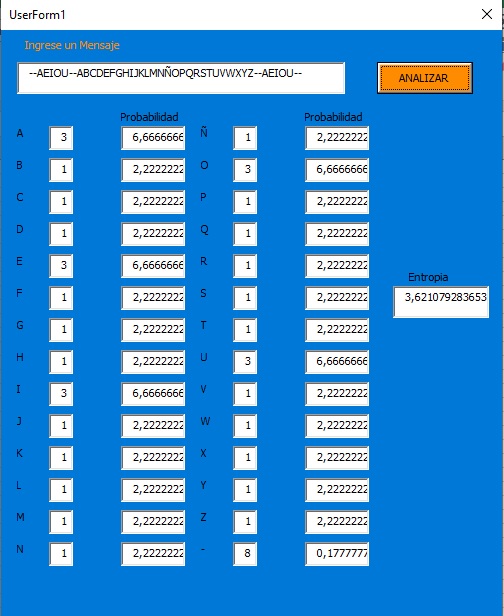 UserForm1
Ingrese un Mensaje
--AEIOU--ABCDEFGHIJKLMNÑOPQRSTUVWXYZ--AEIOU--
ANALIZAR
Probabilidad Probabilidad
A 3 6,6666666 Ñ 1 2,2222222
B 1 2,2222222 O 3 6,6666666
C 1 2,2222222 P 1 2,2222222
D 1 2,2222222 Q 1 2,2222222
E 3 6,6666666 R 1 2,2222222
Entropia
F 1 2,2222222 S 1 2,2222222 3,621079283653
G 1 2,2222222 T 1 2,2222222
H 1 2,2222222 U 3 6,6666666
I 3 6,6666666 V 1 2,2222222
J 1 2,2222222 W 1 2,2222222
K 1 2,2222222 X 1 2,2222222
L 1 2,2222222 Y 1 2,2222222
M 1 2,2222222 Z 1 2,2222222
N 1 2,2222222 - 8 0,1777777